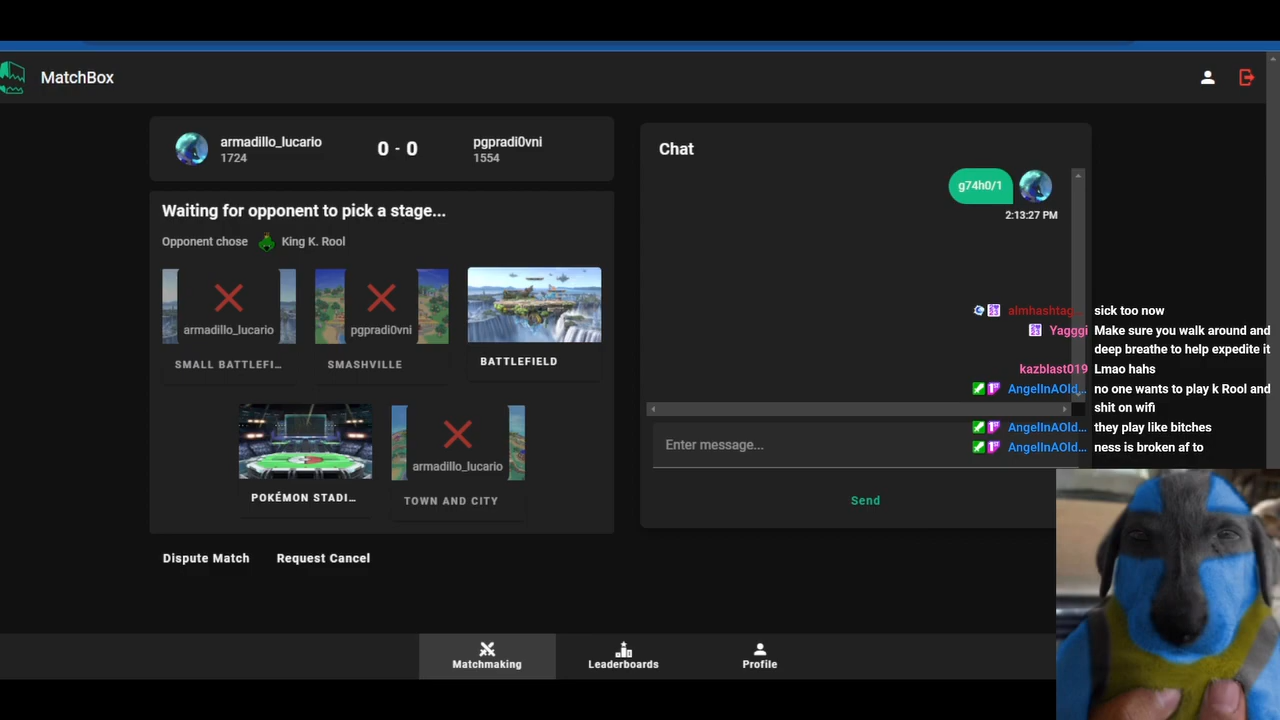 MatchBox
armadillo_lucario
1724
0 - 0
pgpradi0vni
1554
Waiting for opponent to pick a stage...
Opponent chose King K. Rool
armadillo_lucario
SMALL BATTLEFI...
pgpradi0vni
SMASHVILLE
BATTLEFIELD
POKÉMON STADI...
armadillo_lucario
TOWN AND CITY
Dispute Match
Request Cancel
Chat
g74h0/1
2:13:27 PM
Enter message...
Send
almhashtag sick too now
Yagggi Make sure you walk around and
deep breathe to help expedite it
kazblast019 Lmao hahs
AngelInAOld... no one wants to play k Rool and
shit on wifi
AngelInAOld... they play like bitches
AngelInAOld... ness is broken af to
Matchmaking
Leaderboards
Profile